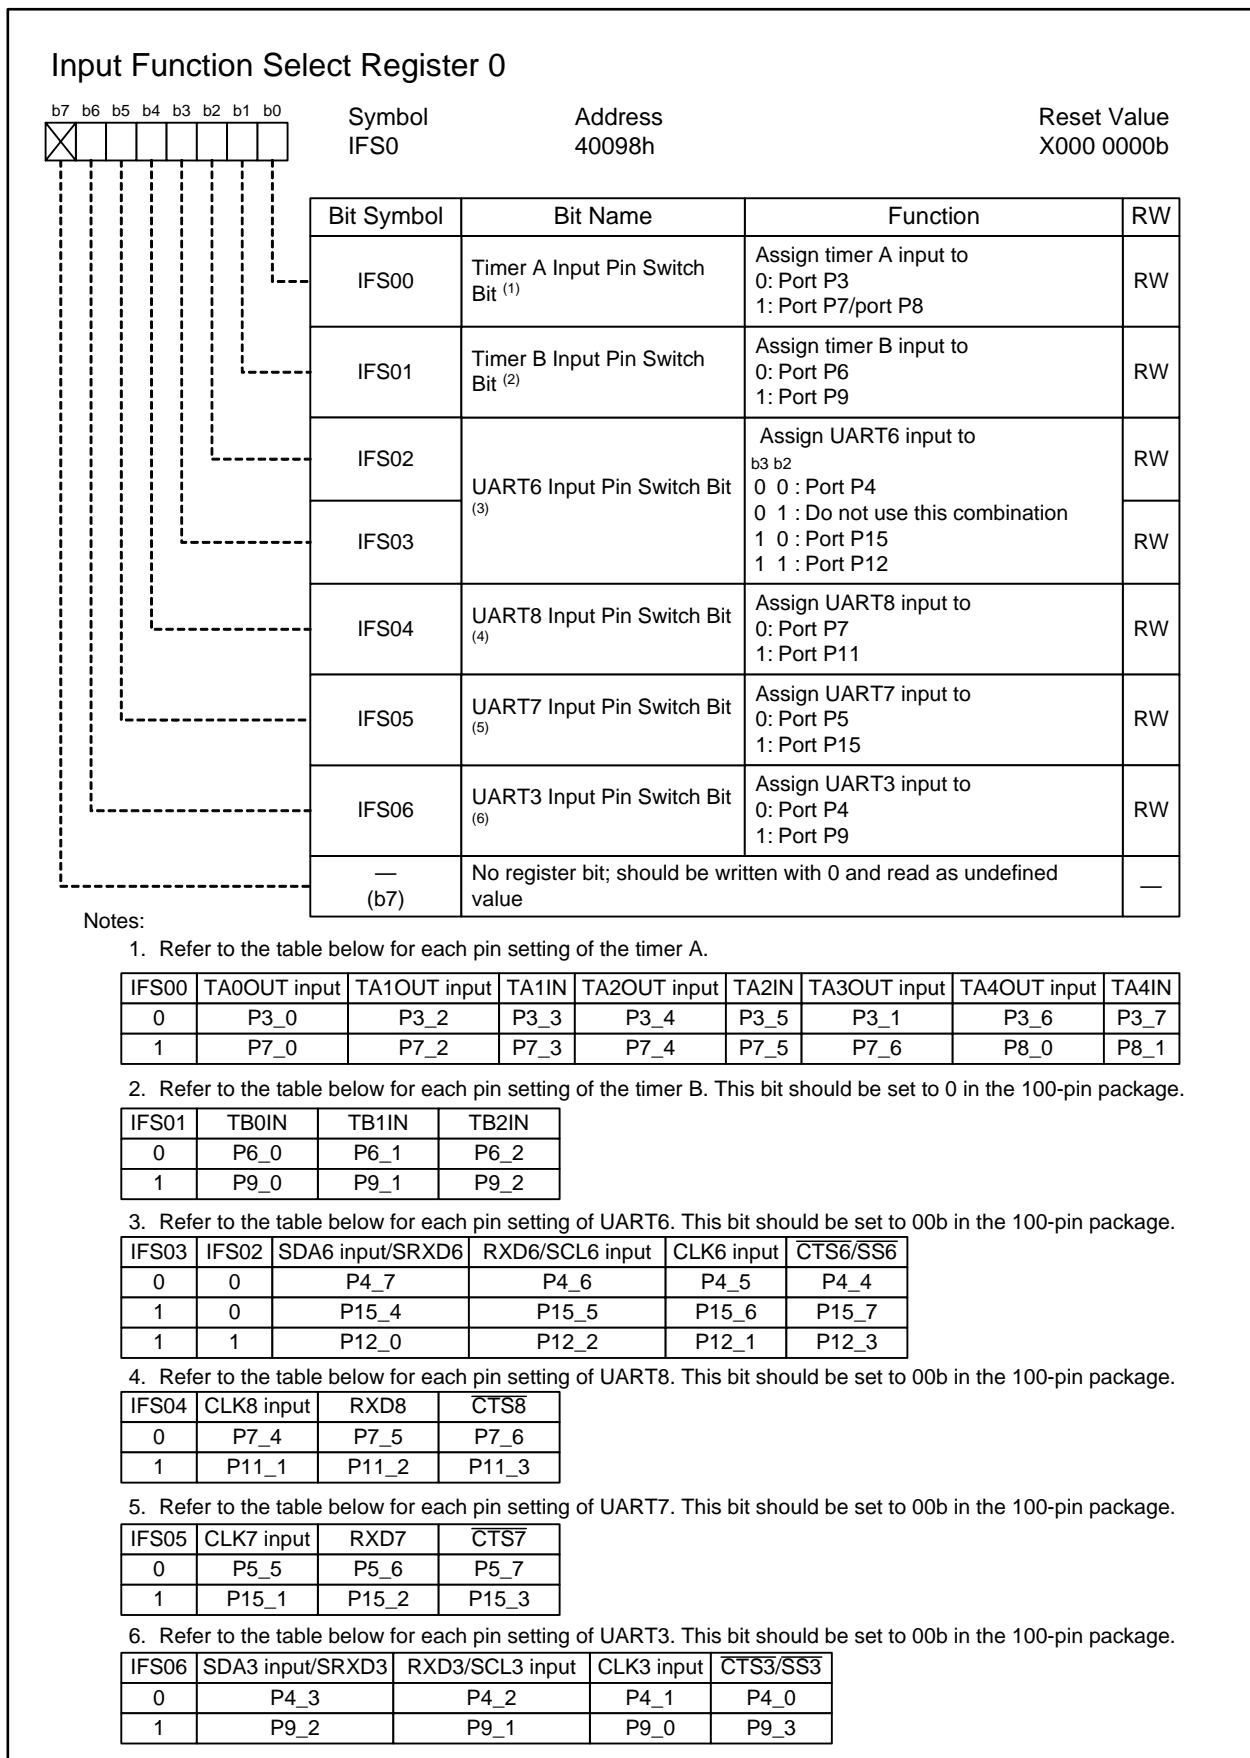 Input Function Select Register 0
b7 b6 b5 b4 b3 b2 b1 b0
Symbol Address Reset Value
IFS0 40098h X000 0000b
Bit Symbol Bit Name Function RW
IFS00 Timer A Input Pin Switch Bit (1) Assign timer A input to RW
0: Port P3
1: Port P7/port P8
IFS01 Timer B Input Pin Switch Bit (2) Assign timer B input to RW
0: Port P6
1: Port P9
IFS02 RW
IFS03 RW
UART6 Input Pin Switch Bit
(3)
Assign UART6 input to
b3 b2
0 0 : Port P4
0 1 : Do not use this combination
1 0 : Port P15
1 1 : Port P12
IFS04 UART8 Input Pin Switch Bit (4) Assign UART8 input to RW
0: Port P7
1: Port P11
IFS05 UART7 Input Pin Switch Bit (5) Assign UART7 input to RW
0: Port P5
1: Port P15
IFS06 UART3 Input Pin Switch Bit (6) Assign UART3 input to RW
0: Port P4
1: Port P9
—
(b7)
No register bit; should be written with 0 and read as undefined
value
—
Notes:
1. Refer to the table below for each pin setting of the timer A.
IFS00 TA0OUT input TA1OUT input TA1IN TA2OUT input TA2IN TA3OUT input TA4OUT input TA4IN
0 P3_0 P3_2 P3_3 P3_4 P3_5 P3_1 P3_6 P3_7
1 P7_0 P7_2 P7_3 P7_4 P7_5 P7_6 P8_0 P8_1
2. Refer to the table below for each pin setting of the timer B. This bit should be set to 0 in the 100-pin package.
IFS01 TB0IN TB1IN TB2IN
0 P6_0 P6_1 P6_2
1 P9_0 P9_1 P9_2
3. Refer to the table below for each pin setting of UART6. This bit should be set to 00b in the 100-pin package.
IFS03 IFS02 SDA6 input/SRXD6 RXD6/SCL6 input CLK6 input CTS6/SS6
0 0 P4_7 P4_6 P4_5 P4_4
1 0 P15_4 P15_5 P15_6 P15_7
1 1 P12_0 P12_2 P12_1 P12_3
4. Refer to the table below for each pin setting of UART8. This bit should be set to 00b in the 100-pin package.
IFS04 CLK8 input RXD8 CTS8
0 P7_4 P7_5 P7_6
1 P11_1 P11_2 P11_3
5. Refer to the table below for each pin setting of UART7. This bit should be set to 00b in the 100-pin package.
IFS05 CLK7 input RXD7 CTS7
0 P5_5 P5_6 P5_7
1 P15_1 P15_2 P15_3
6. Refer to the table below for each pin setting of UART3. This bit should be set to 00b in the 100-pin package.
IFS06 SDA3 input/SRXD3 RXD3/SCL3 input CLK3 input CTS3/SS3
0 P4_3 P4_2 P4_1 P4_0
1 P9_2 P9_1 P9_0 P9_3